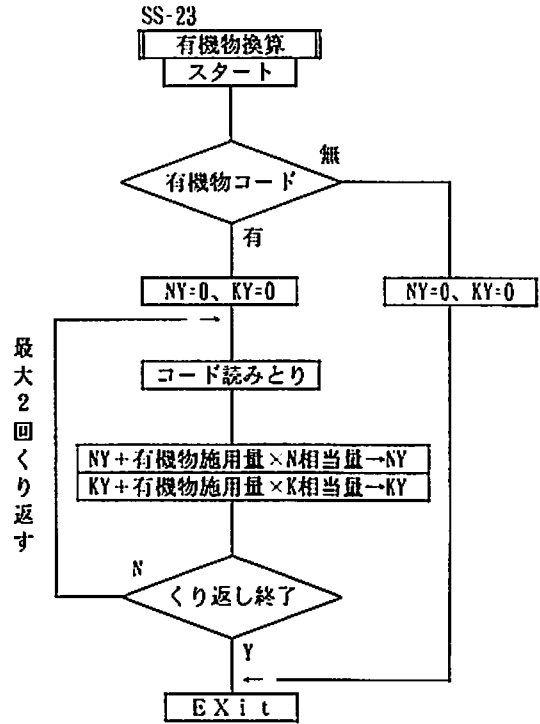 SS-23
有機物換算
スタート
無
有機物コード
有
NY=0、KY=0
NY=0、KY=0
最大2回くり返す
コード読みとり
NY+有機物施用量×N相当量→NY
KY+有機物施用量×K相当量→KY
N
くり返し終了
Y
EXit